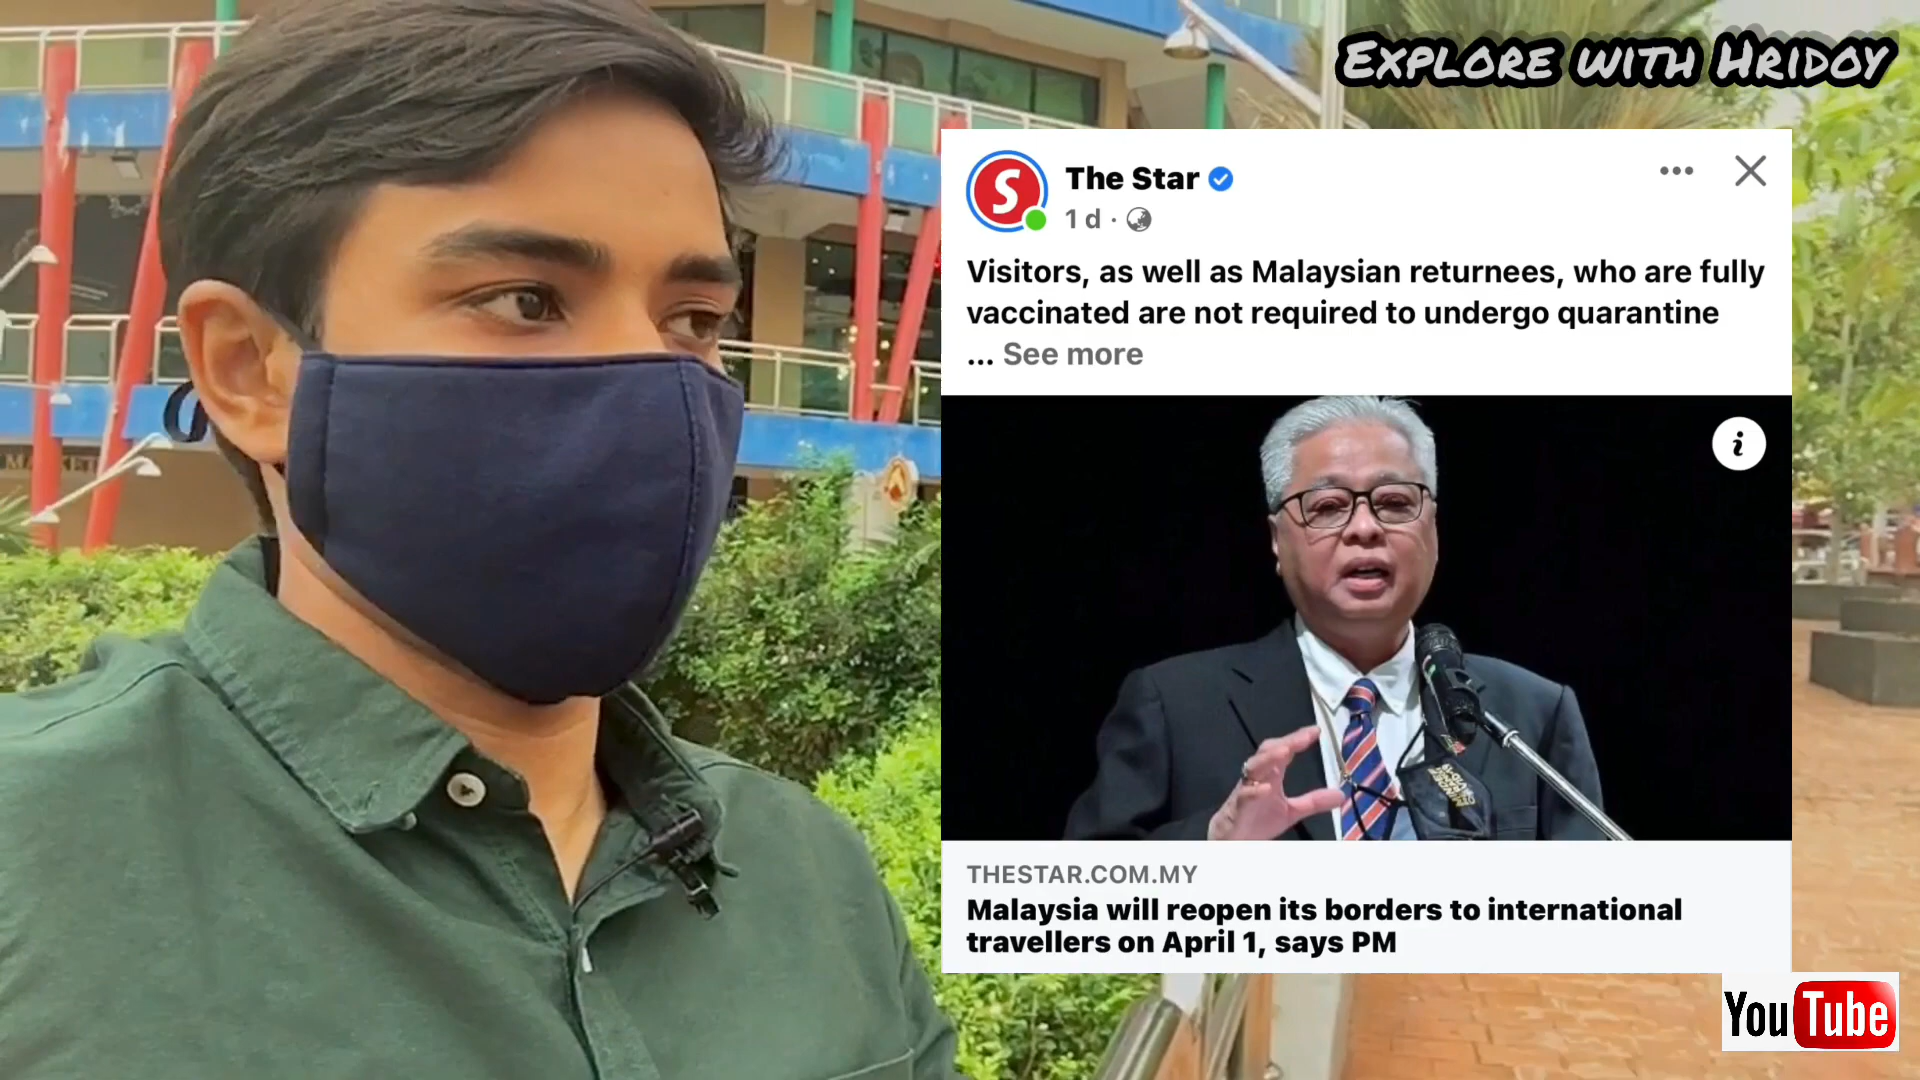 EXPLORE WITH HRIDOY
The Star
1 d ·
Visitors, as well as Malaysian returnees, who are fully
vaccinated are not required to undergo quarantine
... See more
MARKET
THESTAR.COM.MY
Malaysia will reopen its borders to international
travellers on April 1, says PM
YouTube